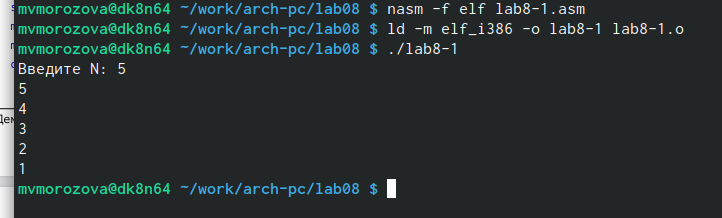 mvmorozova@dk8n64 ~/work/arch-pc/lab08 $ nasm -f elf lab8-1.asm
mvmorozova@dk8n64 ~/work/arch-pc/lab08 $ ld -m elf_i386 -o lab8-1 lab8-1.o
mvmorozova@dk8n64 ~/work/arch-pc/lab08 $ ./lab8-1
Введите N: 5
5
4
3
2
1
mvmorozova@dk8n64 ~/work/arch-pc/lab08 $